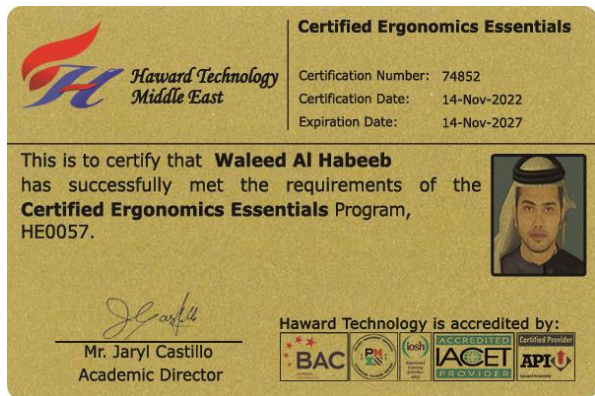 Haward Technology
Middle East
Certified Ergonomics Essentials
Certification Number: 74852
Certification Date: 14-Nov-2022
Expiration Date: 14-Nov-2027
This is to certify that Waleed Al Habeeb
has successfully met the requirements of the
Certified Ergonomics Essentials Program,
HE0057.
Mr. Jaryl Castillo
Academic Director
Haward Technology is accredited by:
BAC
iosh
ACCREDITED
IACET
PROVIDER
Certified Provider
API